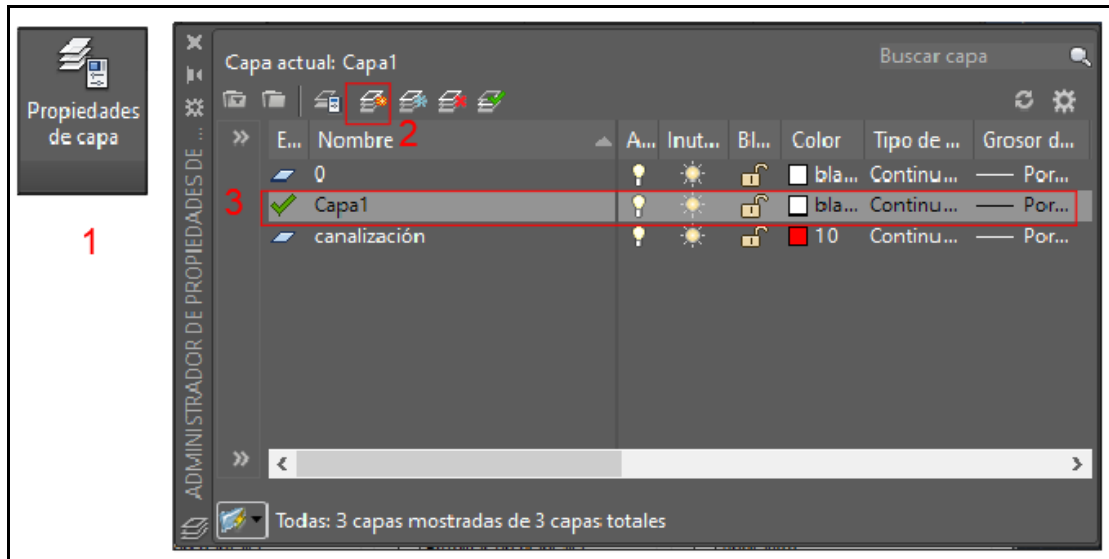 Propiedades
de capa
1
ADMINISTRADOR DE PROPIEDADES DE ...
Capa actual: Capa1
Buscar capa
2
E... Nombre A... Inut... Bl... Color Tipo de ... Grosor d...
0 bla... Continu... Por...
3
Capa1 bla... Continu... Por...
canalización 10 Continu... Por...
Todas: 3 capas mostradas de 3 capas totales